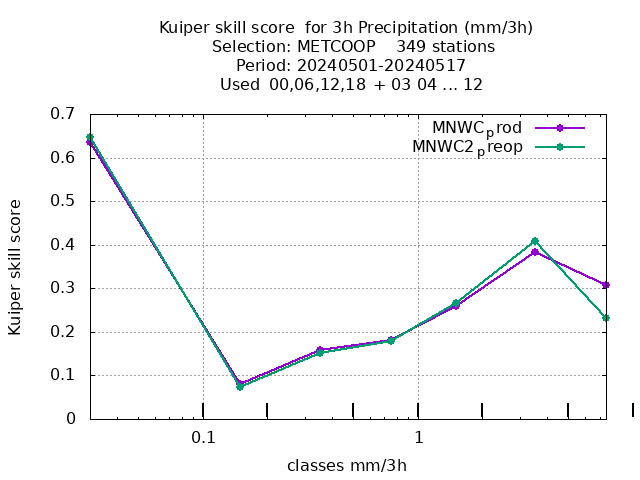 Kuiper skill score  for 3h Precipitation (mm/3h)
Selection: METCOOP    349 stations
Period: 20240501-20240517
Used 00,06,12,18 + 03 04 ... 12
MNWCprod
MNWC2preop
0.7
0.6
0.5
0.4
0.3
0.2
0.1
0
Kuiper skill score
0.1 1
classes mm/3h